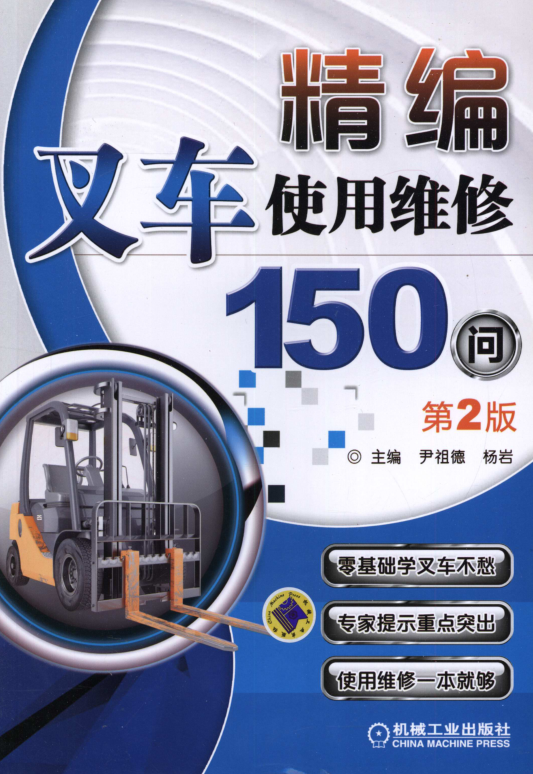 精编
叉车使用维修
150问
第2版
◎ 主编 尹祖德 杨岩
零基础学叉车不愁
专家提示重点突出
使用维修一本就够
机械工业出版社
CHINA MACHINE PRESS